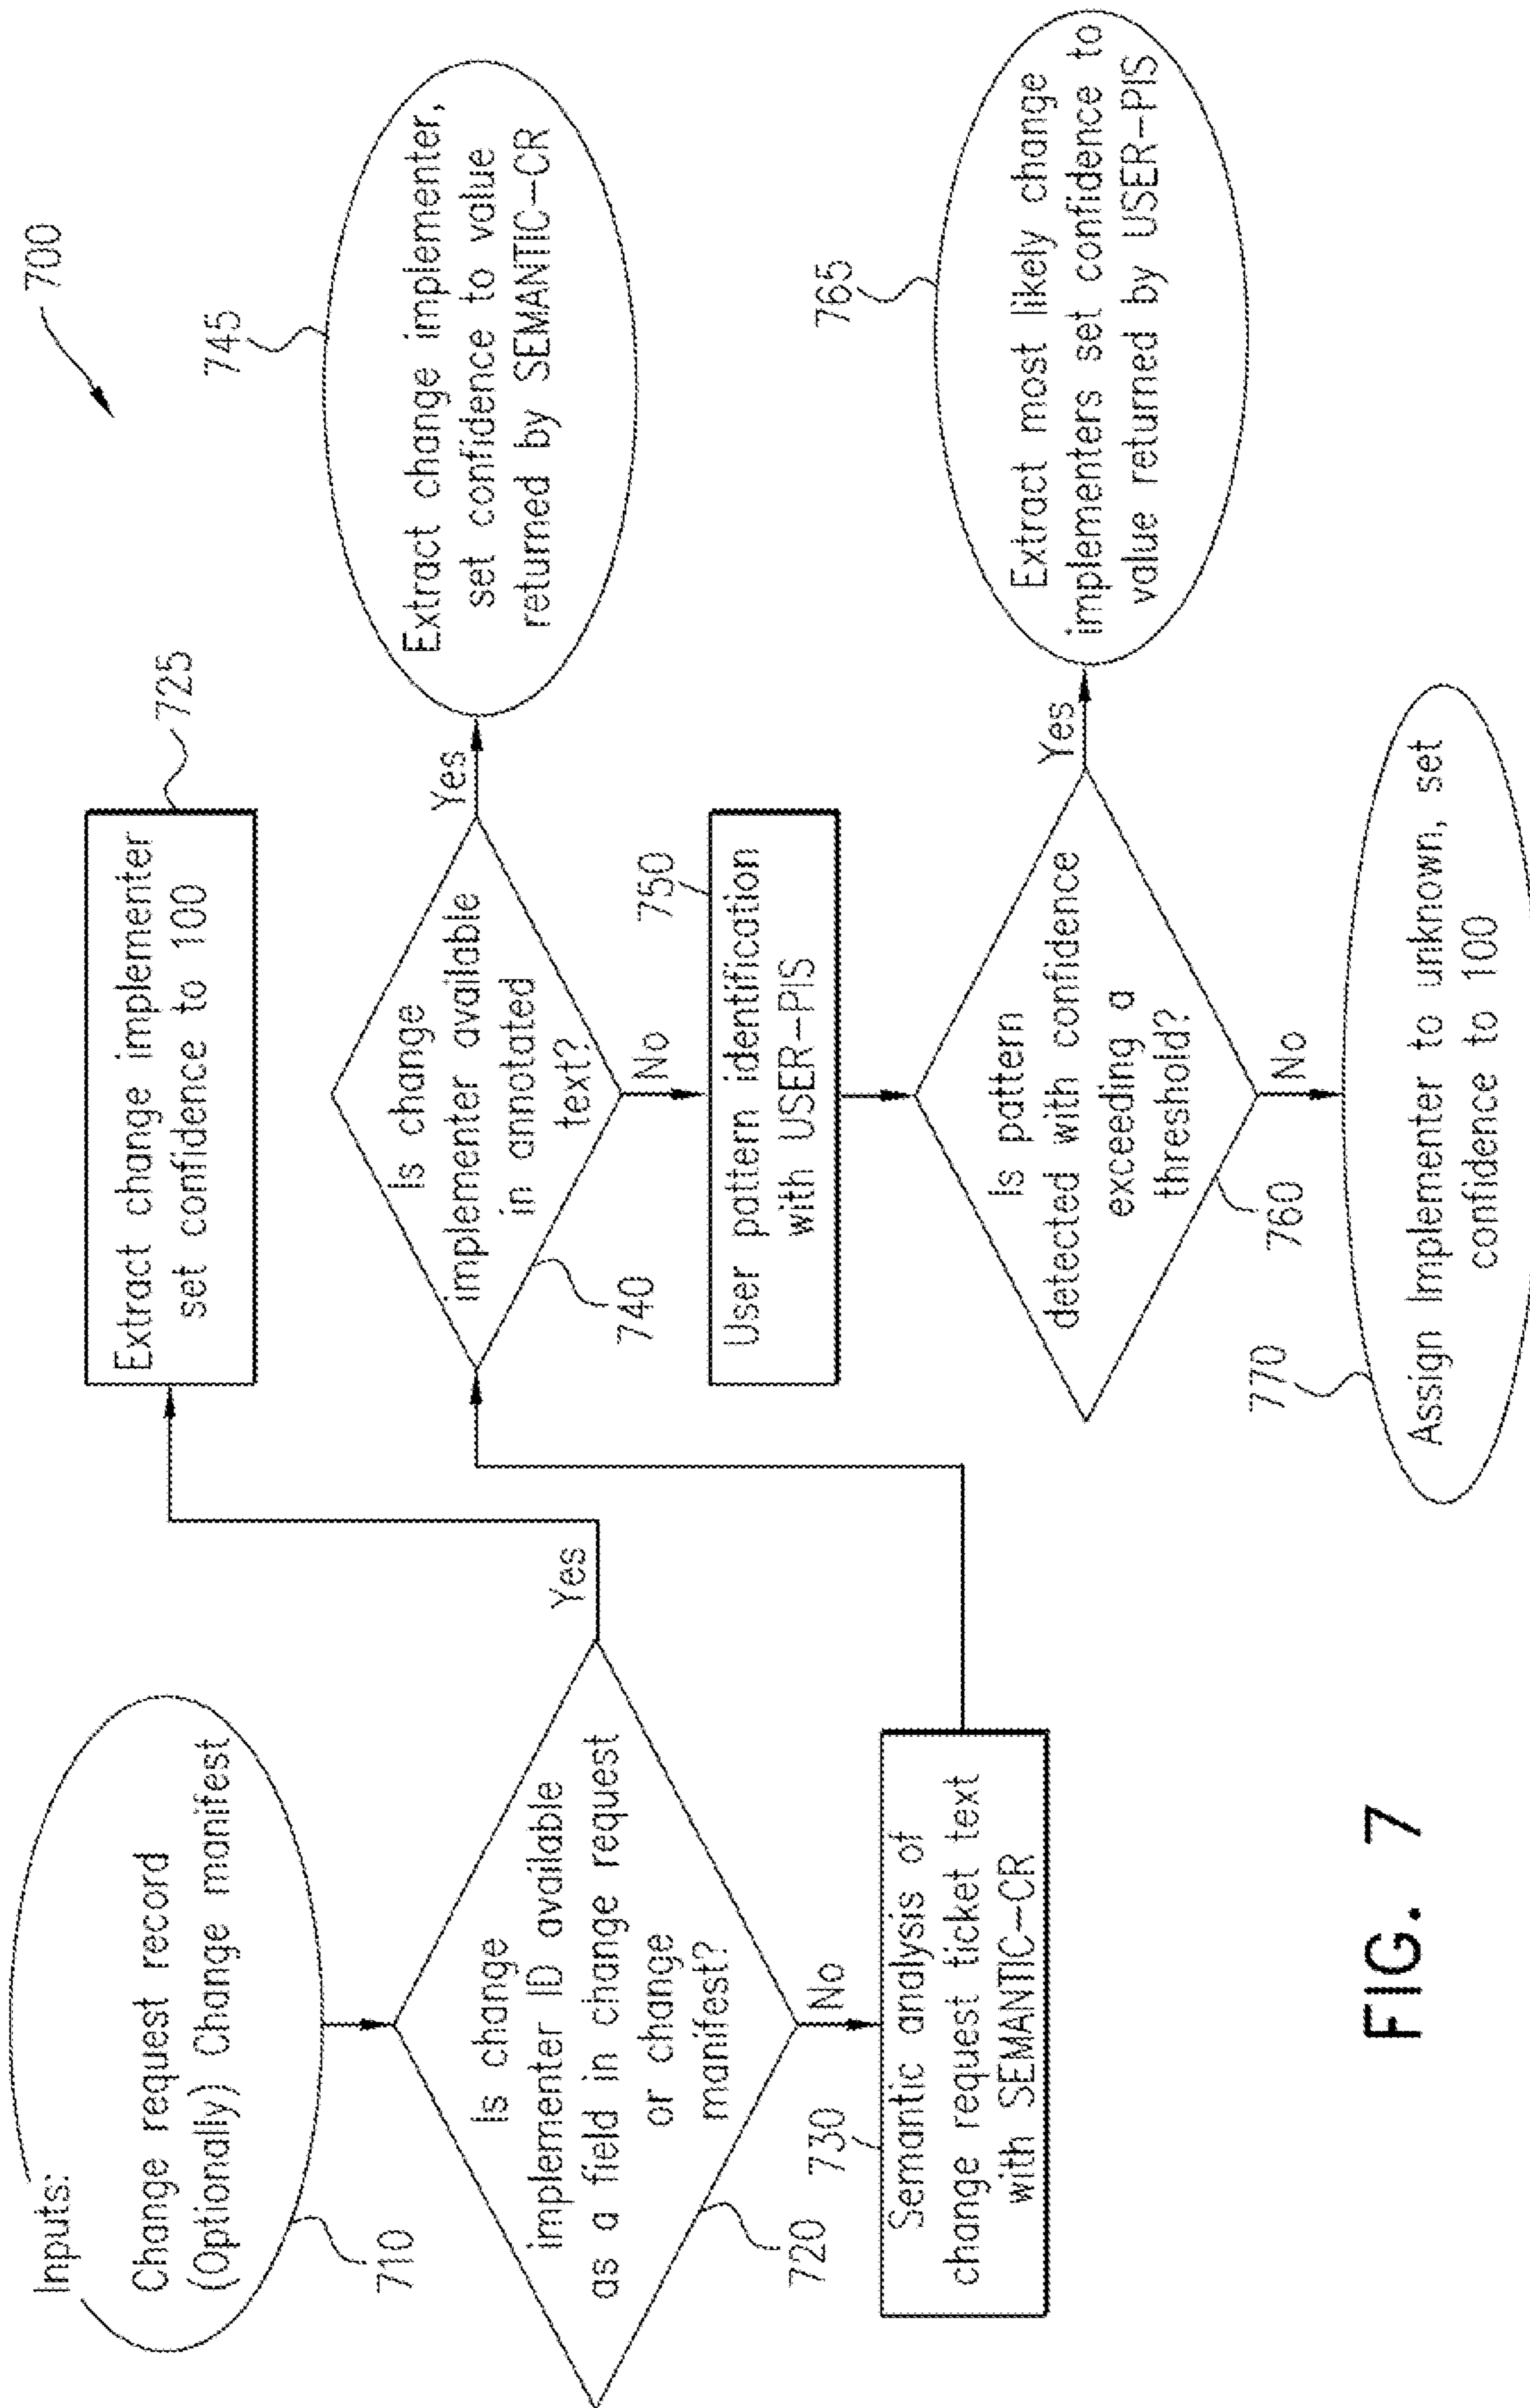 700
Inputs:
Change request record
(Optionally) Change manifest
710
Is change
implementer ID available
as a field in change request
or change
manifest?
720
Yes
No
Extract change implementer
set confidence to 100
725
730
Semantic analysis of
change request ticket text
with SEMANTIC-CR
Is change
implementer available
in annotated
text?
740
Yes
No
Extract change implementer,
set confidence to value
returned by SEMANTIC-CR
745
750
User pattern identification
with USER-PIS
Is pattern
detected with confidence
exceeding a
threshold?
760
Yes
No
Extract most likely change
implementers set confidence to
value returned by USER-PIS
765
770
Assign Implementer to unknown, set
confidence to 100
FIG. 7